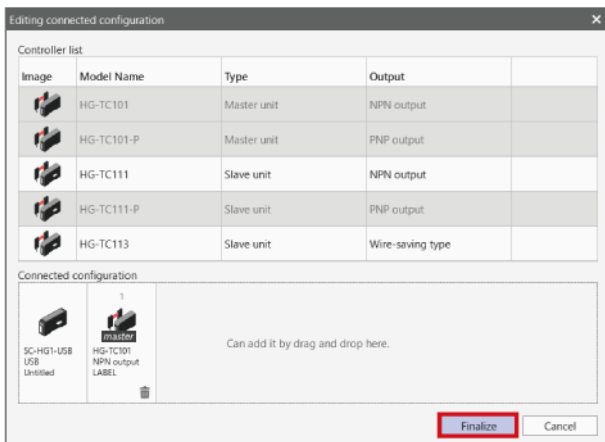 Editing connected configuration
Controller list
Image Model Name Type Output
HG-TC101 Master unit NPN output
HG-TC101-P Master unit PNP output
HG-TC111 Slave unit NPN output
HG-TC111-P Slave unit PNP output
HG-TC113 Slave unit Wire-saving type
Connected configuration
1
master
SC-HG1-USB
USB
Untitled
HG-TC101
NPN output
LABEL
Can add it by drag and drop here.
Finalize Cancel